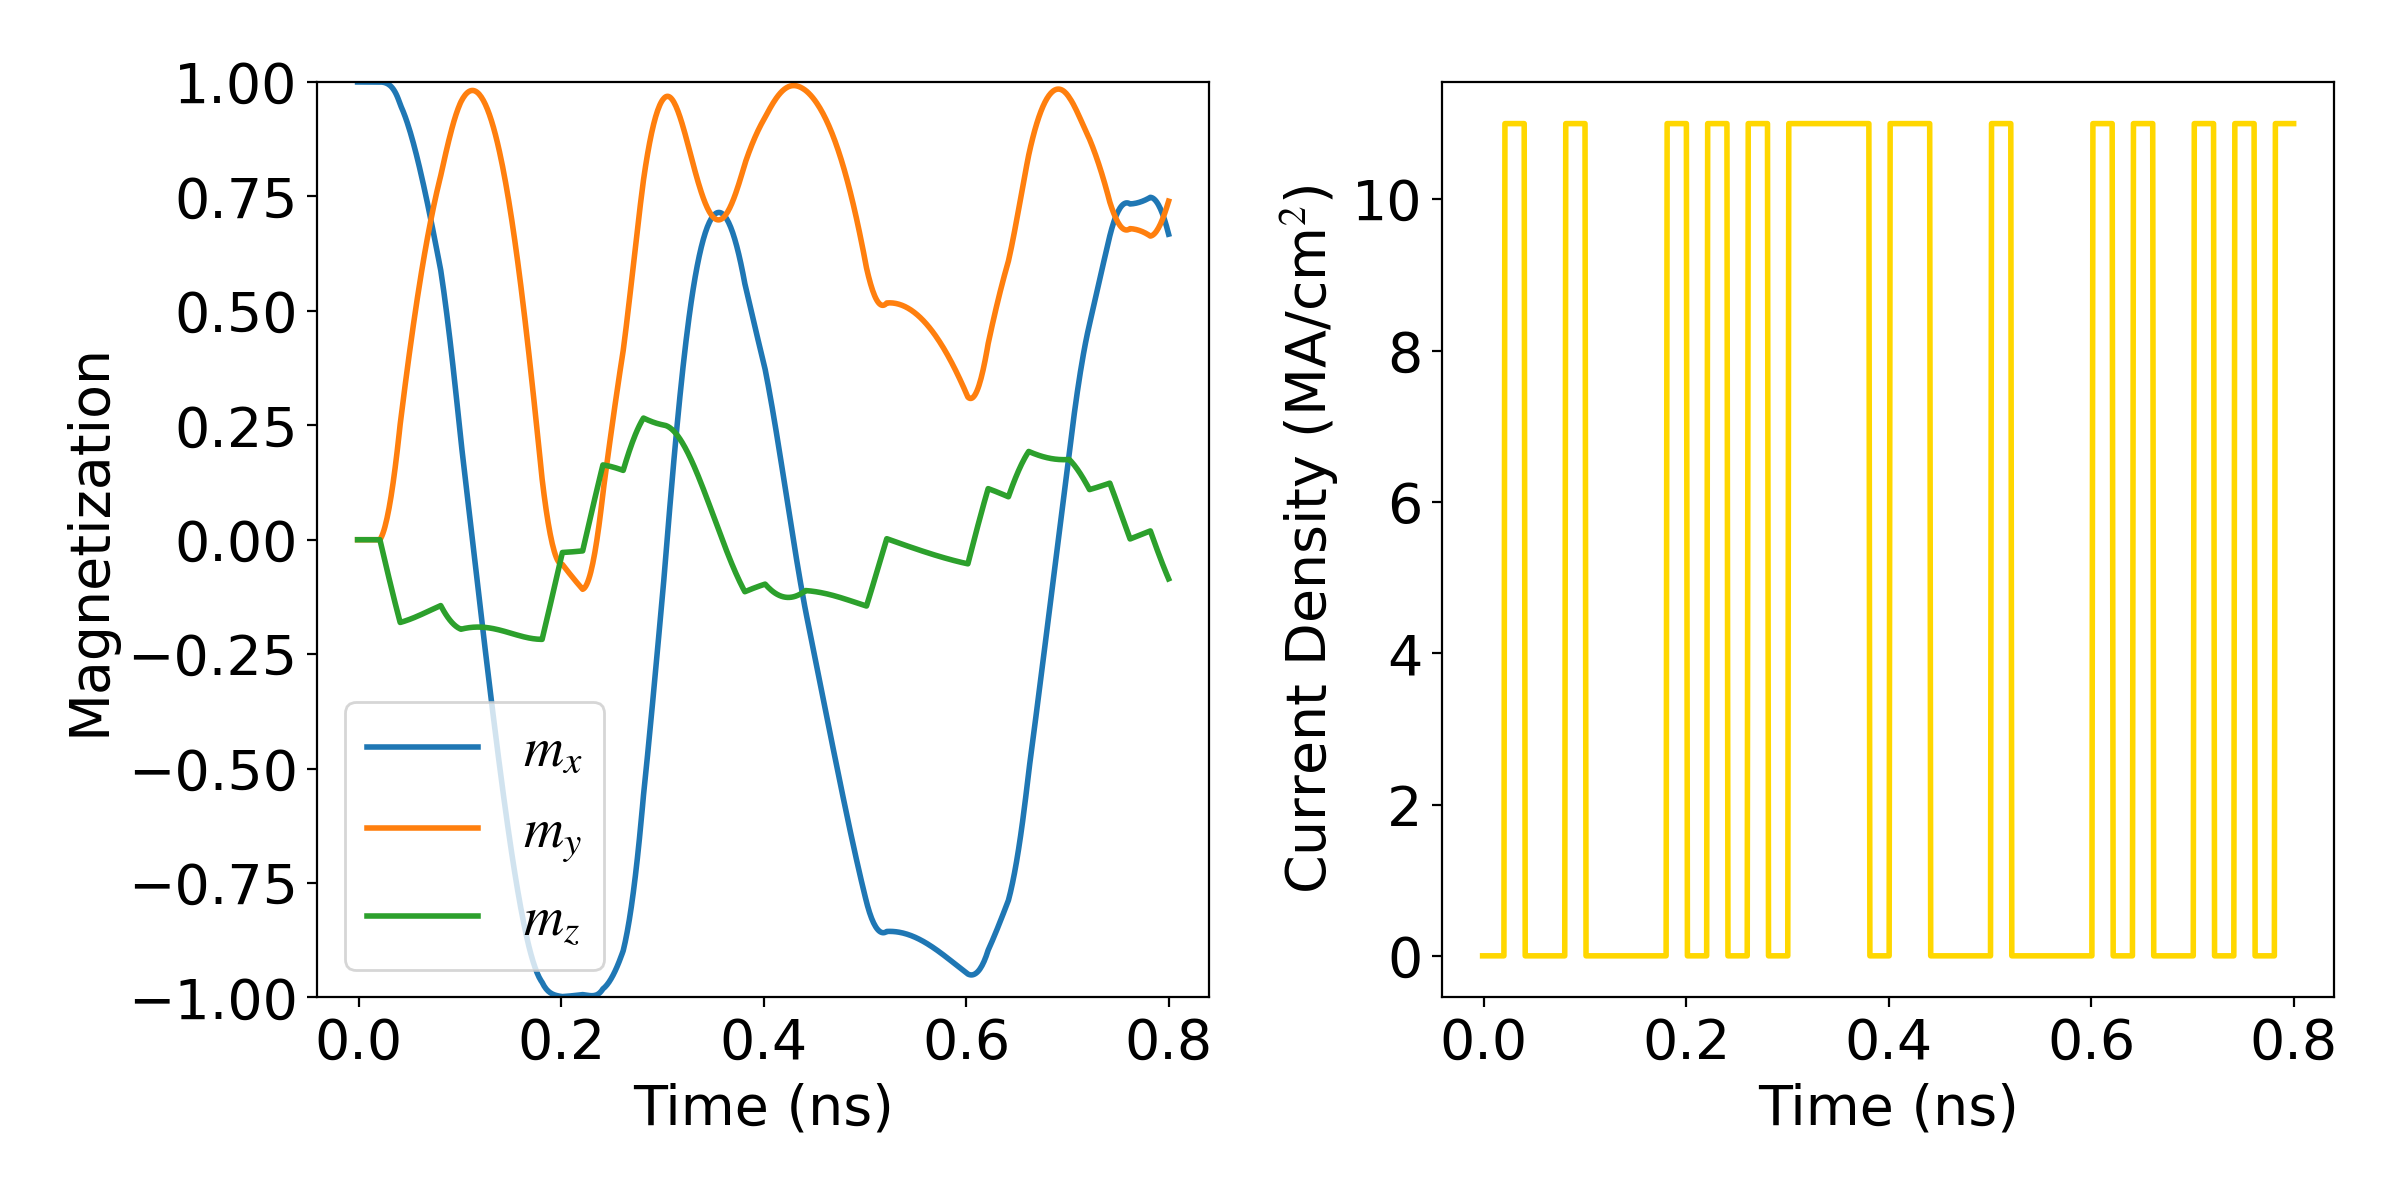 Magnetization
1.00
0.75
0.50
0.25
0.00
−0.25
−0.50
−0.75
−1.00
m_x
m_y
m_z
0.0 0.2 0.4 0.6 0.8
Time (ns)
Current Density (MA/cm²)
10
8
6
4
2
0
0.0 0.2 0.4 0.6 0.8
Time (ns)